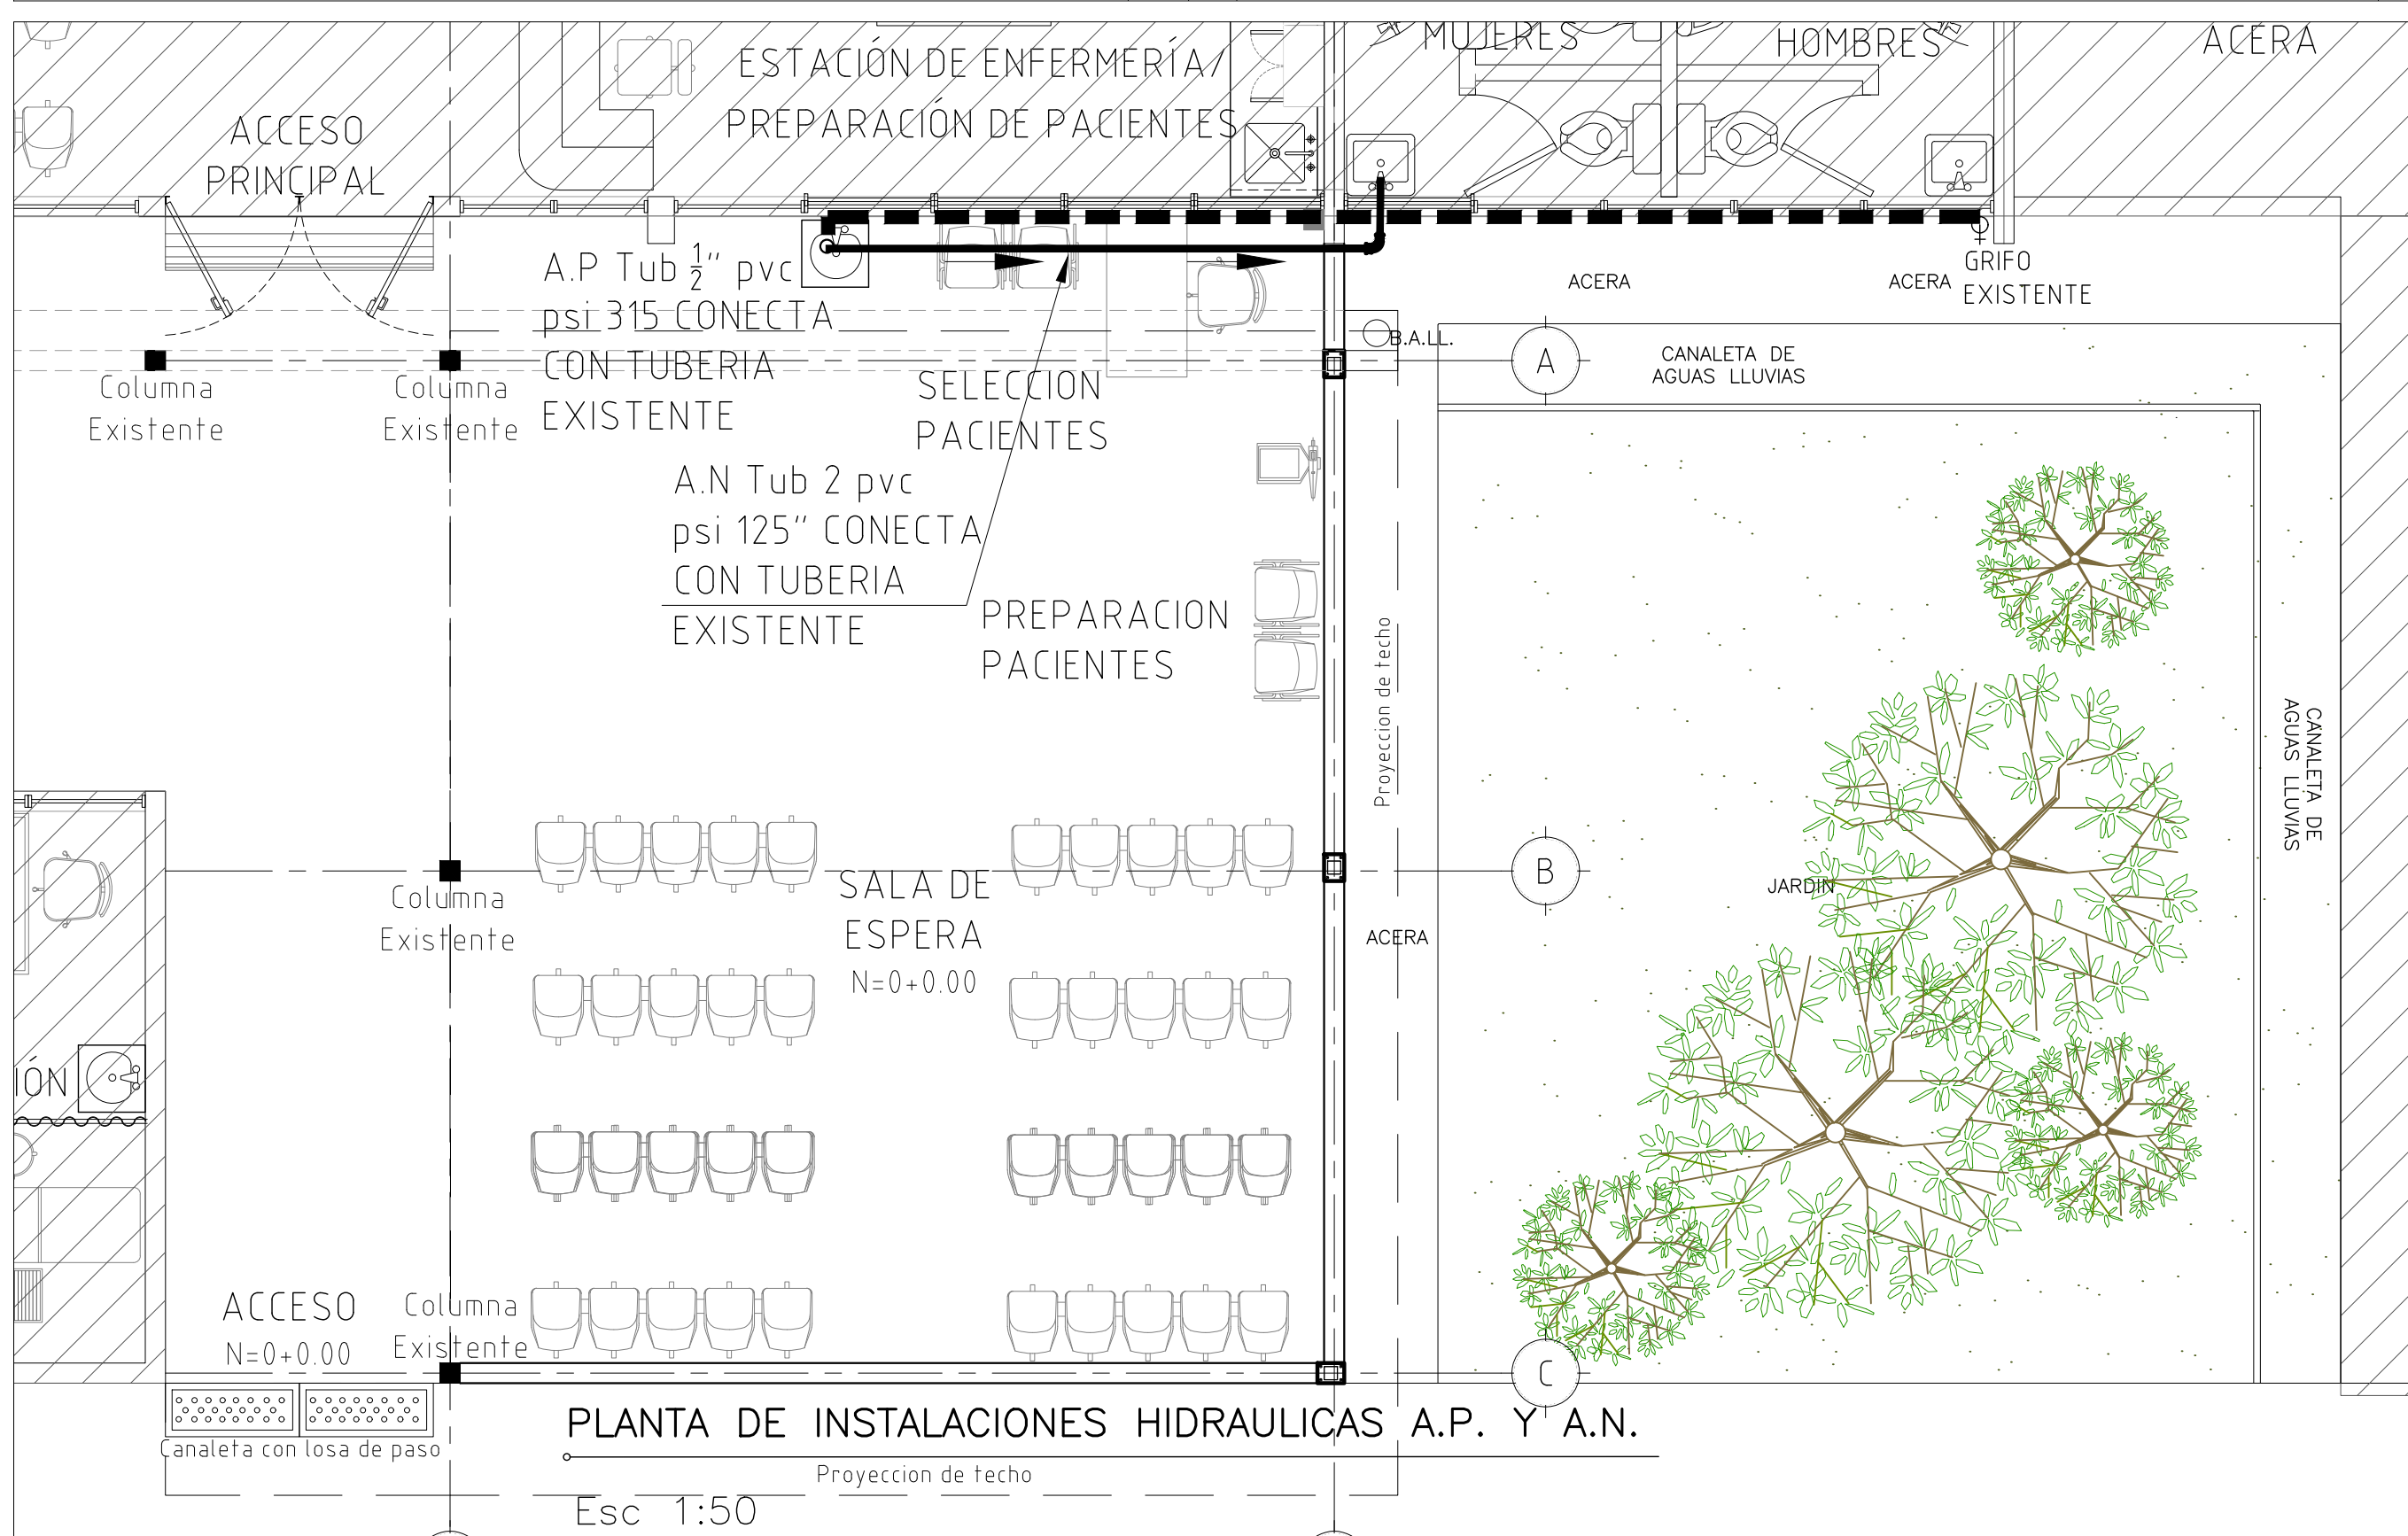 ESTACIÓN DE ENFERMERÍA/
PREPARACIÓN DE PACIENTES
MUJERES
HOMBRES
ACERA
ACCESO
PRINCIPAL
A.P Tub ½" pvc
psi 315 CONECTA
CON TUBERIA
EXISTENTE
GRIFO
EXISTENTE
ACERA
ACERA
B.A.LL.
A
CANALETA DE
AGUAS LLUVIAS
Columna
Existente
Columna
Existente
SELECCION
PACIENTES
A.N Tub 2 pvc
psi 125" CONECTA
CON TUBERIA
EXISTENTE
PREPARACION
PACIENTES
Proyeccion de techo
CANALETA DE
AGUAS LLUVIAS
B
JARDIN
Columna
Existente
SALA DE
ESPERA
N=0+0.00
ACERA
IÓN
ACCESO
N=0+0.00
Columna
Existente
C
Canaleta con losa de paso
PLANTA DE INSTALACIONES HIDRAULICAS A.P. Y A.N.
Proyeccion de techo
Esc 1:50